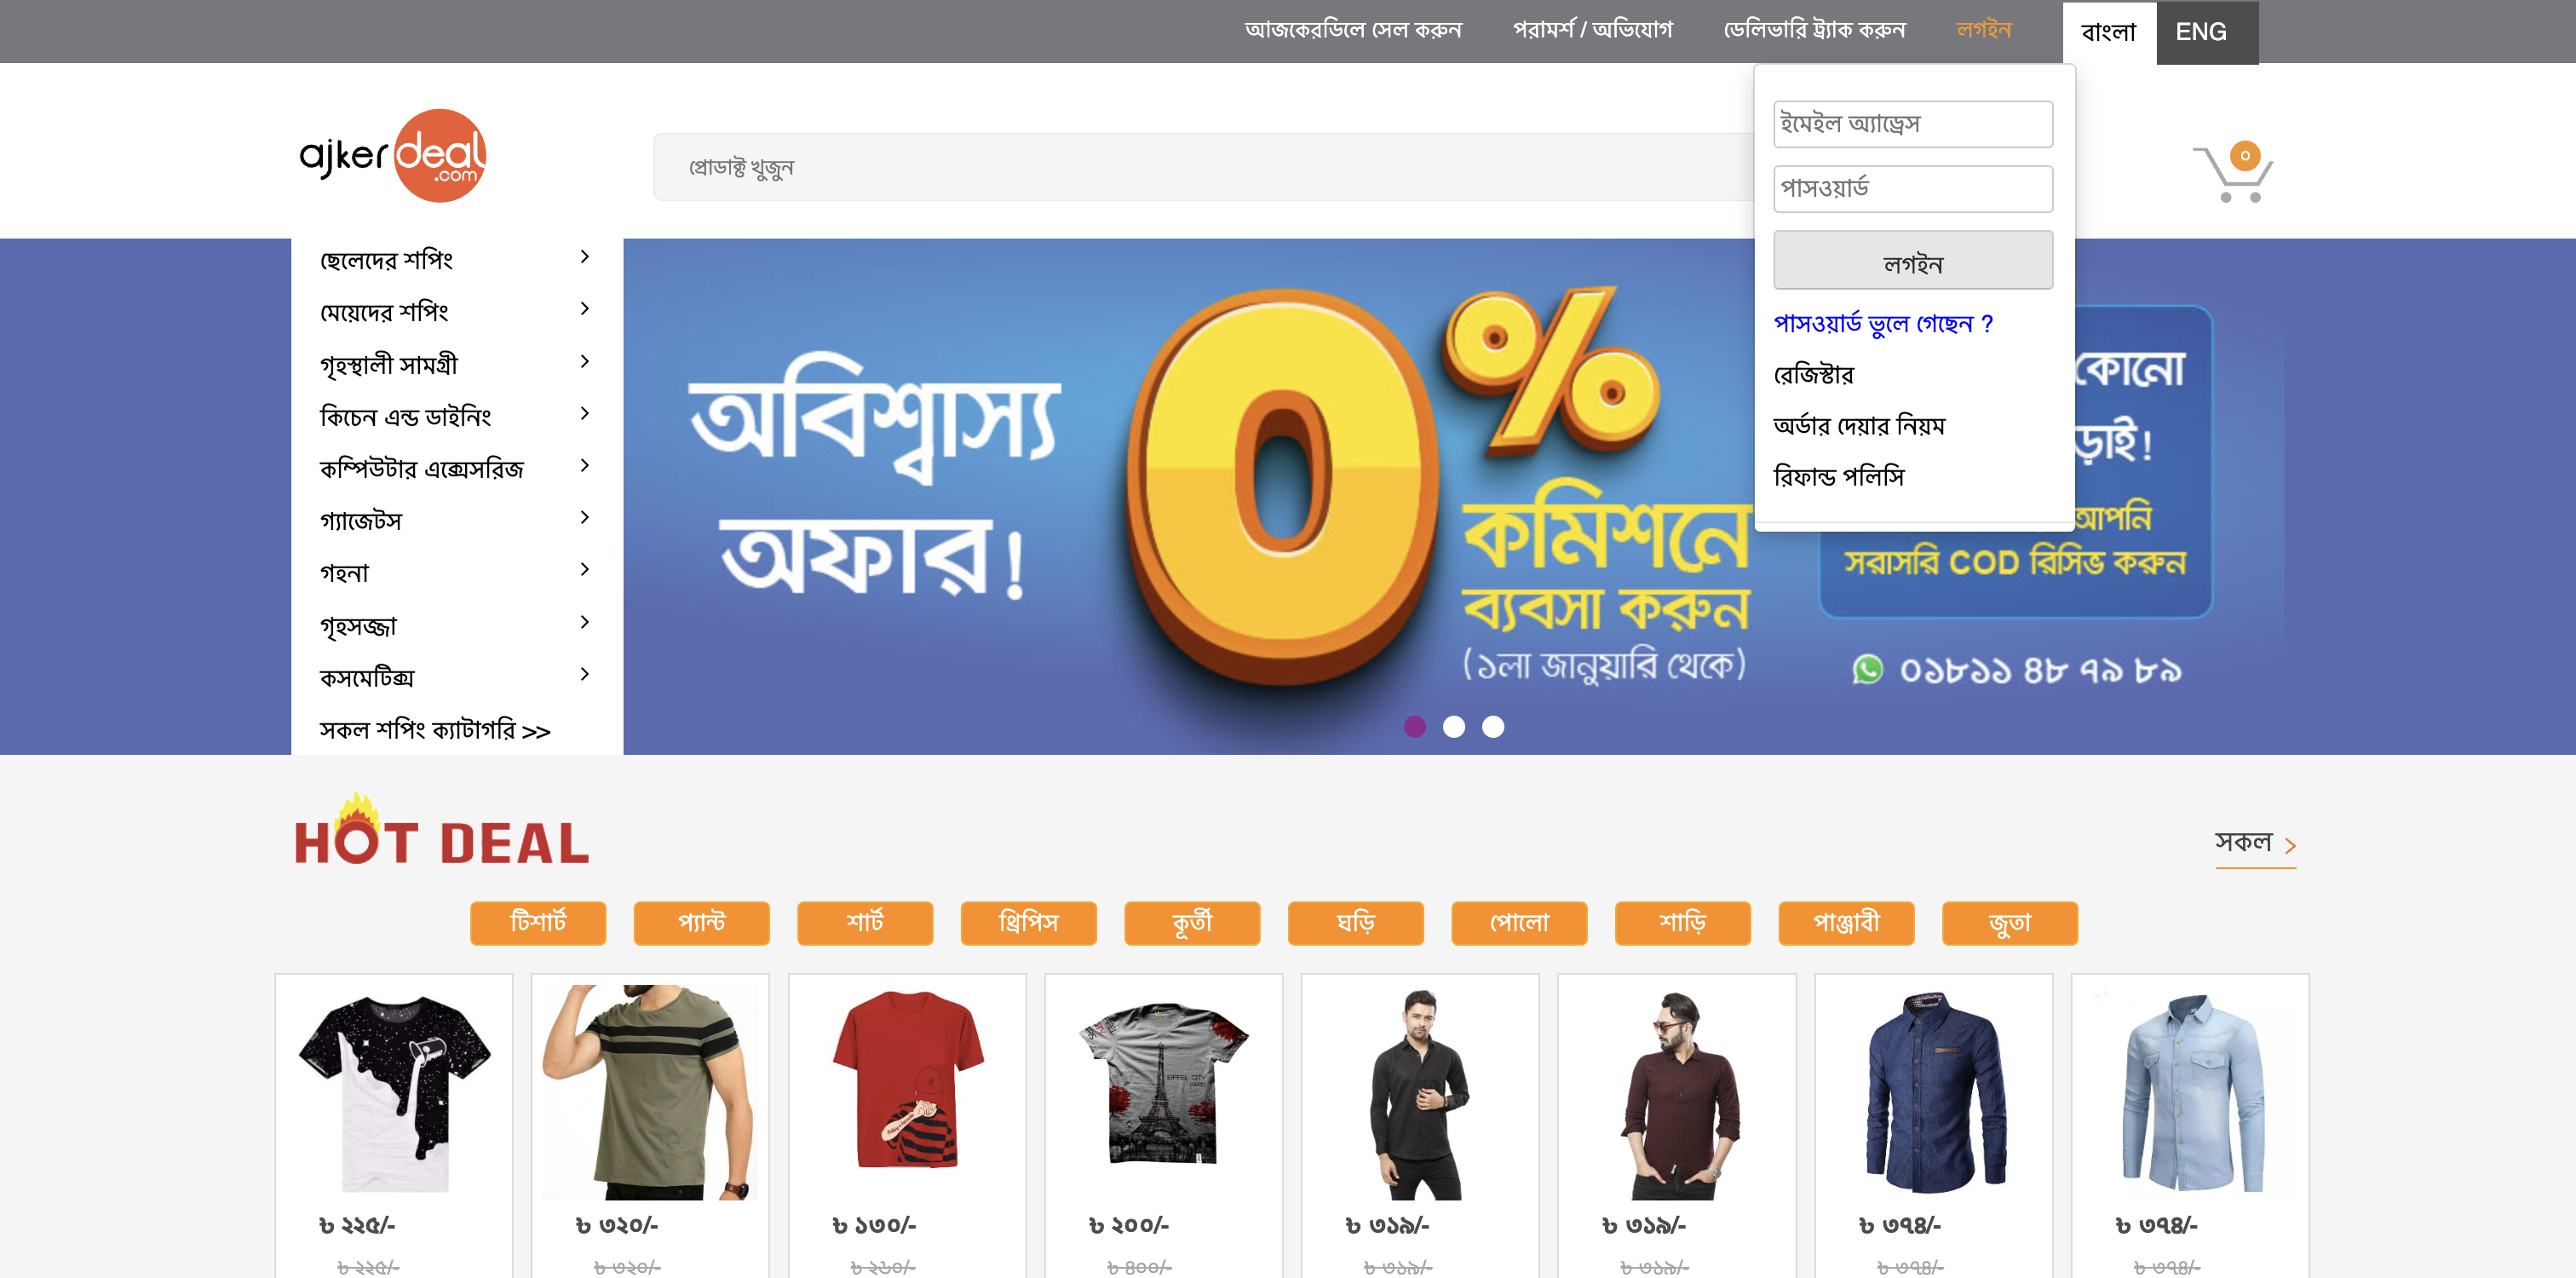 আজকেরডিলে সেল করুন পরামর্শ / অভিযোগ ডেলিভারি ট্র্যাক করুন লগইন বাংলা ENG
ajker deal .com
প্রোডাক্ট খুজুন
0
ইমেইল অ্যাড্রেস
পাসওয়ার্ড
লগইন
পাসওয়ার্ড ভুলে গেছেন ?
রেজিস্টার
অর্ডার দেয়ার নিয়ম
রিফান্ড পলিসি
ছেলেদের শপিং
মেয়েদের শপিং
গৃহস্থালী সামগ্রী
কিচেন এন্ড ডাইনিং
কম্পিউটার এক্সেসরিজ
গ্যাজেটস
গহনা
গৃহসজ্জা
কসমেটিক্স
সকল শপিং ক্যাটাগরি >>
অবিশ্বাস্য
অফার!
0%
কমিশনে
ব্যবসা করুন
(১লা জানুয়ারি থেকে)
কোনো
ড়াই!
আপনি
সরাসরি COD রিসিভ করুন
০১৮১১ ৪৮ ৭৯ ৮৯
HOT DEAL
সকল
টিশার্ট প্যান্ট শার্ট থ্রিপিস কূর্তী ঘড়ি পোলো শাড়ি পাঞ্জাবী জুতা
EIFFEL CITY
PARIS
৳ ২২৫/- ৳ ৩২০/- ৳ ১৩০/- ৳ ২০০/- ৳ ৩১৯/- ৳ ৩১৯/- ৳ ৩৭৪/- ৳ ৩৭৪/-
৳ ২২৫/- ৳ ৩২০/- ৳ ২৬০/- ৳ ৪০০/- ৳ ৩১৯/- ৳ ৩১৯/- ৳ ৩৭৪/- ৳ ৩৭৪/-